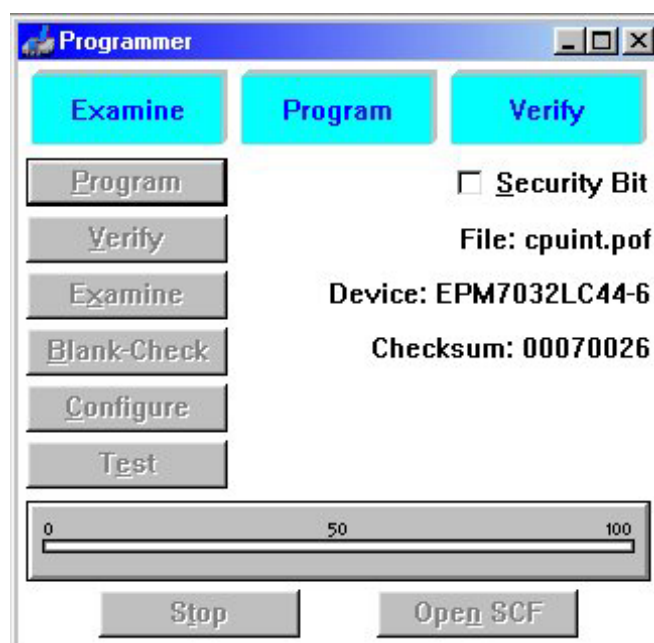 Programmer
Examine Program Verify
Program
Security Bit
Verify
File: cpuint.pof
Examine
Device: EPM7032LC44-6
Blank-Check
Checksum: 00070026
Configure
Test
0 50 100
Stop Open SCF